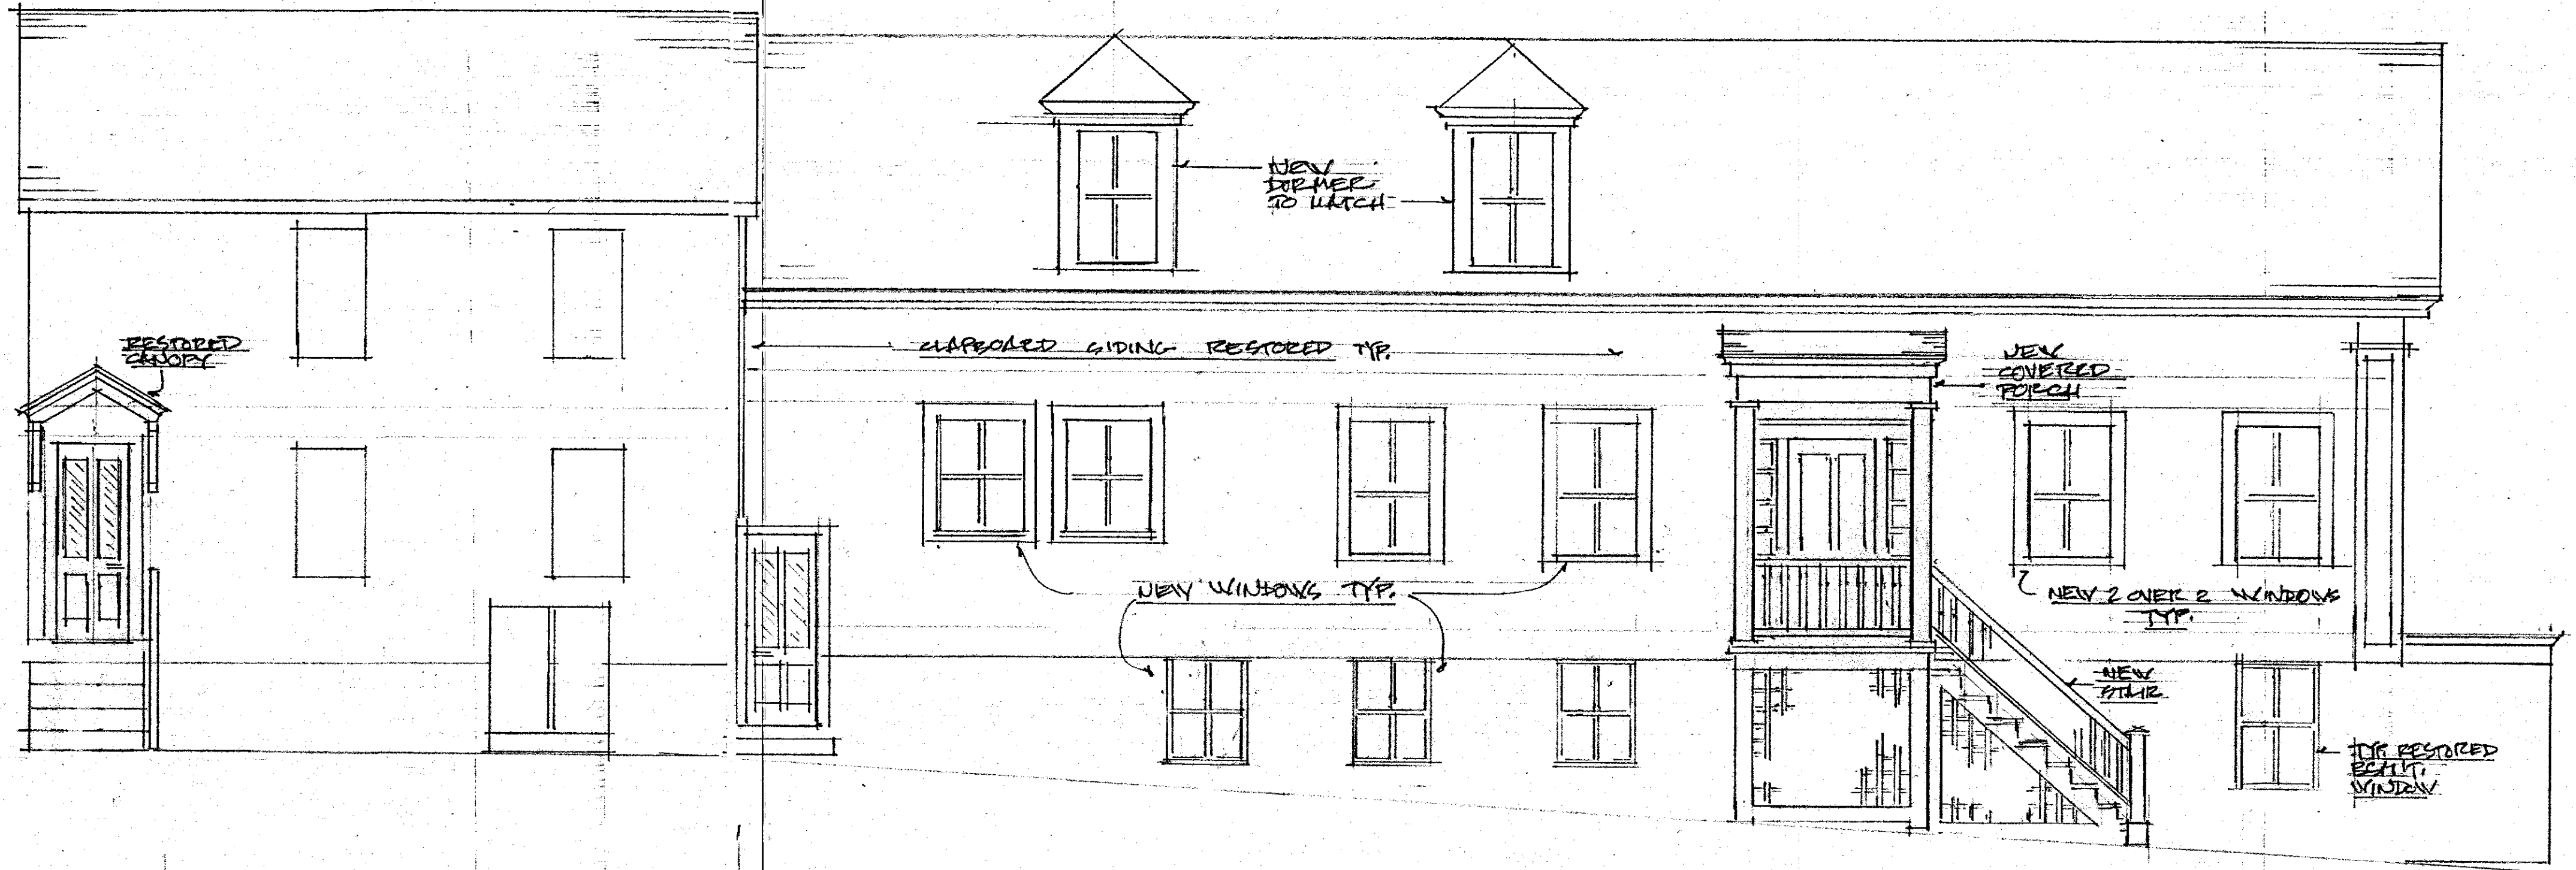 NEW
DORMER
TO MATCH
RESTORED
CANOPY
CLAPBOARD SIDING RESTORED TYP.
NEW
COVERED
PORCH
NEW WINDOWS TYP.
NEW 2 OVER 2 WINDOWS
TYP.
NEW
STAIR
TYP. RESTORED
BSM'T.
WINDOW